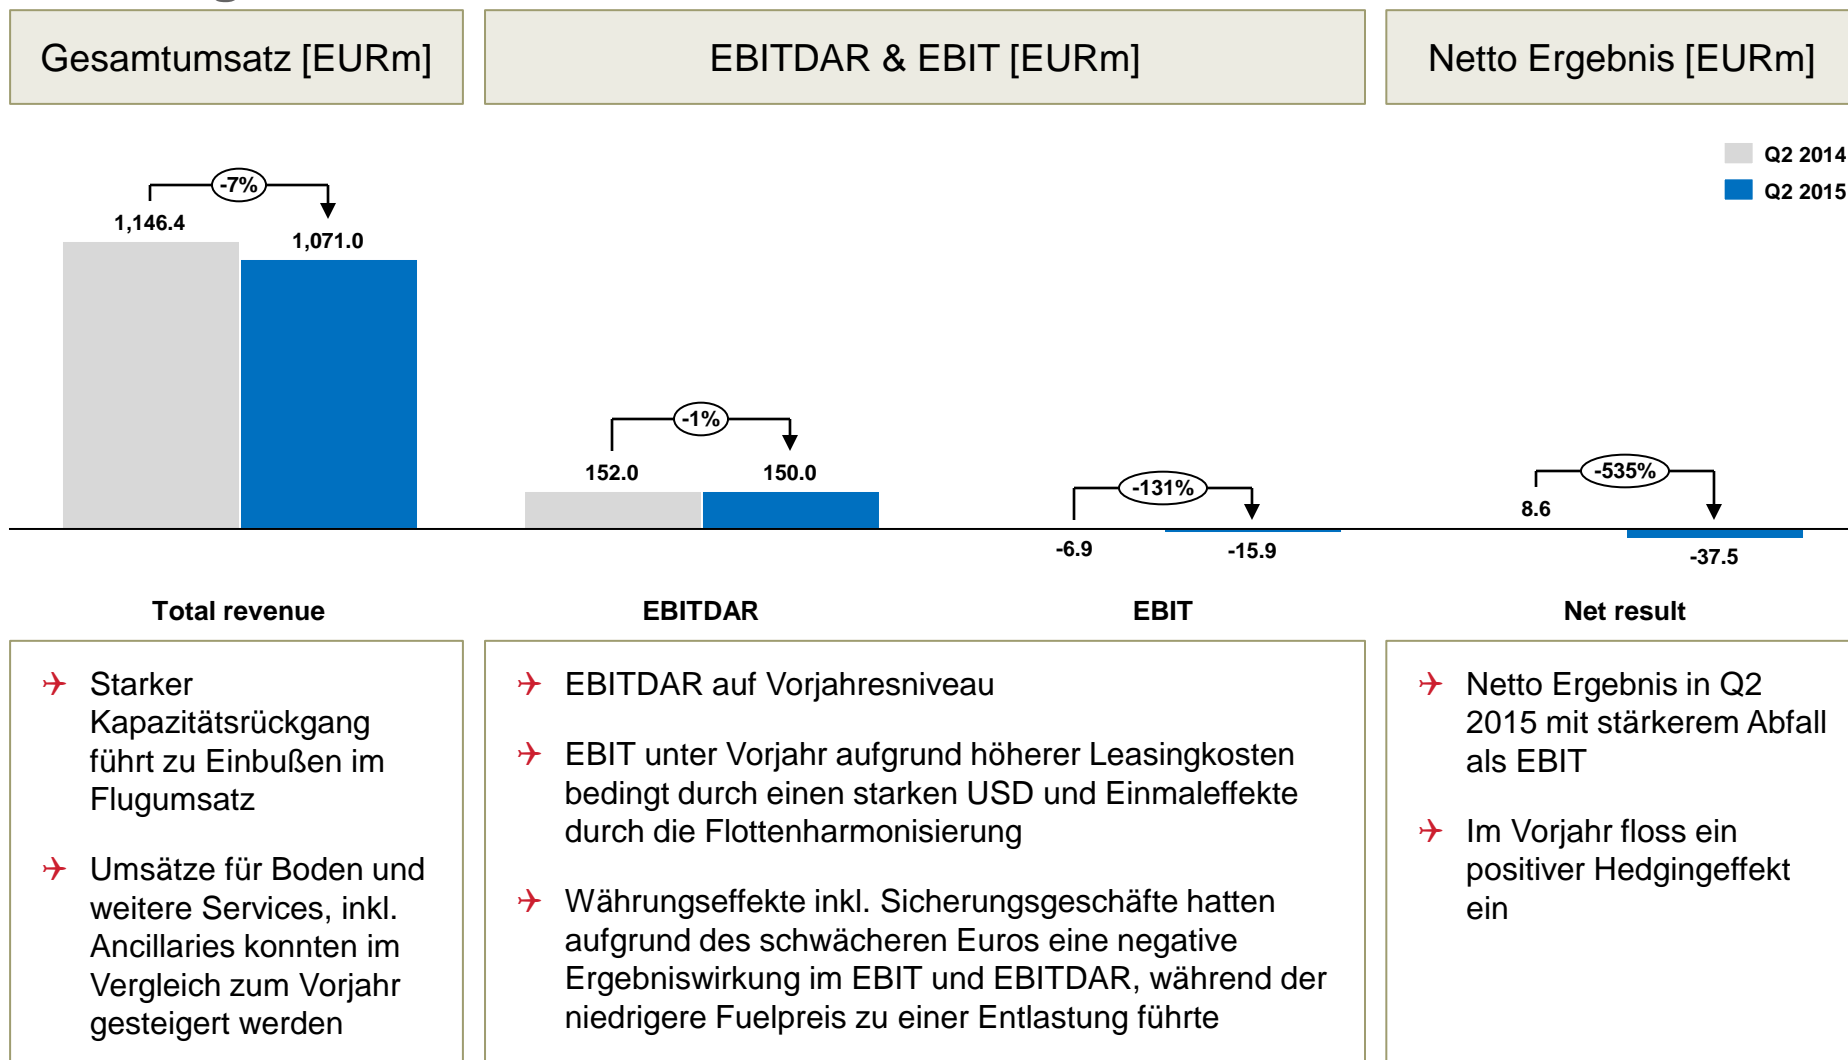 Gesamtumsatz [EURm]
EBITDAR & EBIT [EURm]
Netto Ergebnis [EURm]
Q2 2014
Q2 2015
-7%
1,146.4
1,071.0
-1%
152.0
150.0
-131%
-6.9
-15.9
-535%
8.6
-37.5
Total revenue
EBITDAR
EBIT
Net result
Starker
Kapazitätsrückgang
führt zu Einbußen im
Flugumsatz
Umsätze für Boden und
weitere Services, inkl.
Ancillaries konnten im
Vergleich zum Vorjahr
gesteigert werden
EBITDAR auf Vorjahresniveau
EBIT unter Vorjahr aufgrund höherer Leasingkosten
bedingt durch einen starken USD und Einmaleffekte
durch die Flottenharmonisierung
Währungseffekte inkl. Sicherungsgeschäfte hatten
aufgrund des schwächeren Euros eine negative
Ergebniswirkung im EBIT und EBITDAR, während der
niedrigere Fuelpreis zu einer Entlastung führte
Netto Ergebnis in Q2
2015 mit stärkerem Abfall
als EBIT
Im Vorjahr floss ein
positiver Hedgingeffekt
ein